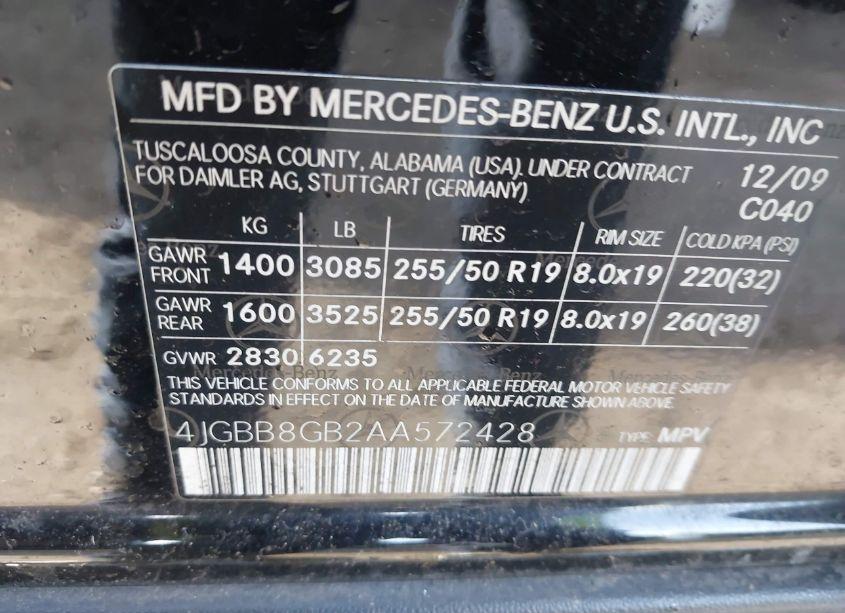 MFD BY MERCEDES-BENZ U.S. INTL., INC
TUSCALOOSA COUNTY, ALABAMA (USA). UNDER CONTRACT 12/09
FOR DAIMLER AG, STUTTGART (GERMANY) C040
KG LB TIRES RIM SIZE COLD KPA (PSI)
GAWR FRONT 1400 3085 255/50 R19 8.0x19 220(32)
GAWR REAR 1600 3525 255/50 R19 8.0x19 260(38)
GVWR 2830 6235
THIS VEHICLE CONFORMS TO ALL APPLICABLE FEDERAL MOTOR VEHICLE SAFETY
STANDARDS IN EFFECT ON THE DATE OF MANUFACTURE SHOWN ABOVE.
4JGBB8GB2AA572428 TYPE: MPV